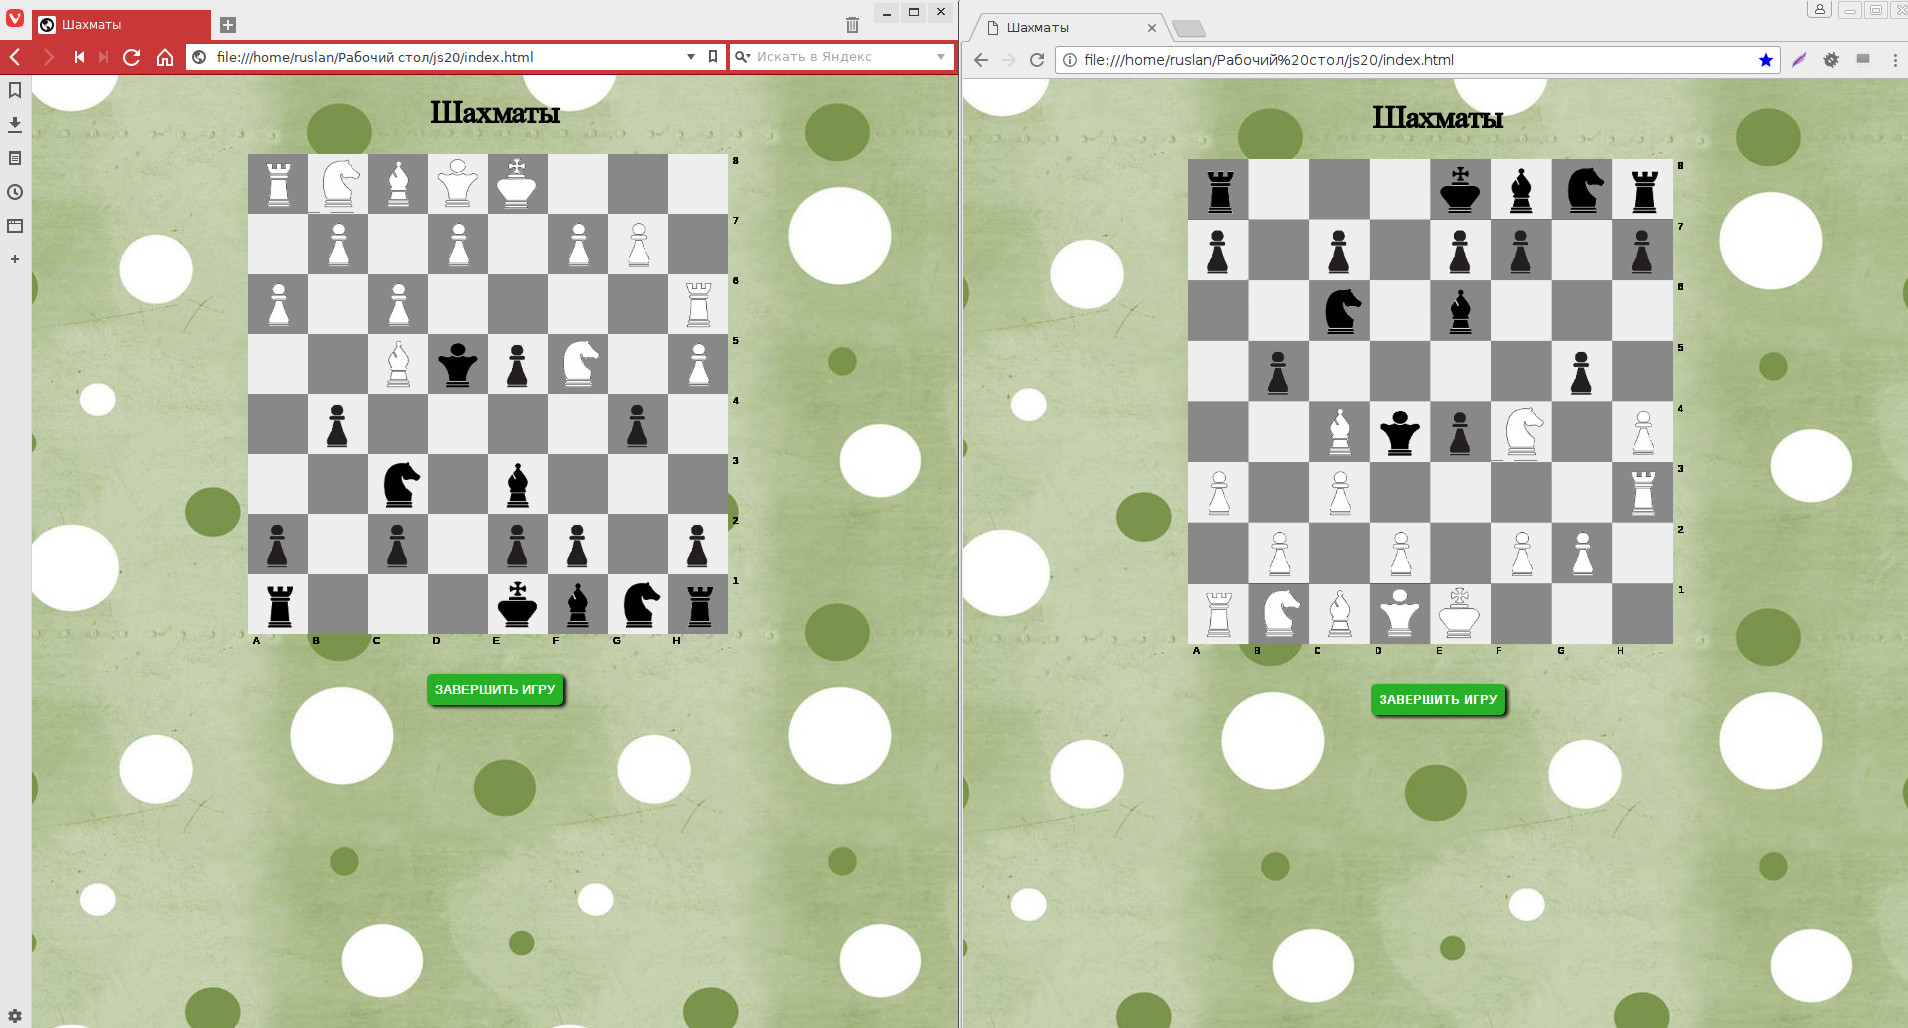 Шахматы
file:///home/ruslan/Рабочий стол/js20/index.html
Искать в Яндекс
Шахматы
8
7
6
5
4
3
2
1
A B C D E F G H
ЗАВЕРШИТЬ ИГРУ
Шахматы
file:///home/ruslan/Рабочий%20стол/js20/index.html
Шахматы
8
7
6
5
4
3
2
1
A B C D E F G H
ЗАВЕРШИТЬ ИГРУ